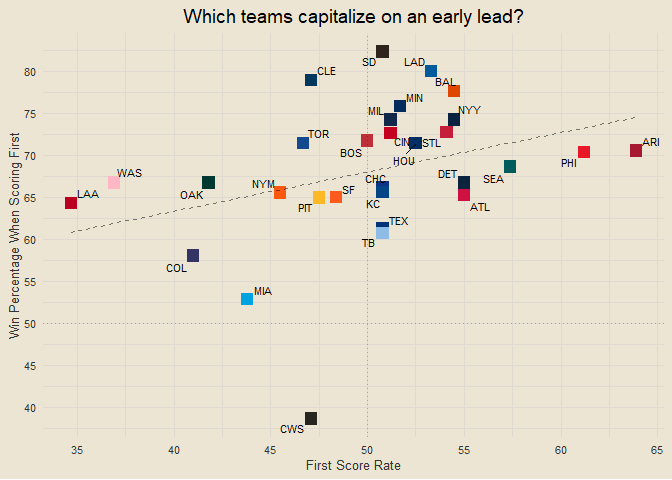 Which teams capitalize on an early lead?
Win Percentage When Scoring First
80
75
70
65
60
55
50
45
40
SD
LAD
CLE
BAL
MIN
MIL
NYY
TOR
BOS
CIN
STL
HOU
ARI
PHI
WAS
LAA
OAK
NYM
PIT
SF
CHC
KC
DET
SEA
ATL
TEX
TB
COL
MIA
CWS
35
40
45
50
55
60
65
First Score Rate